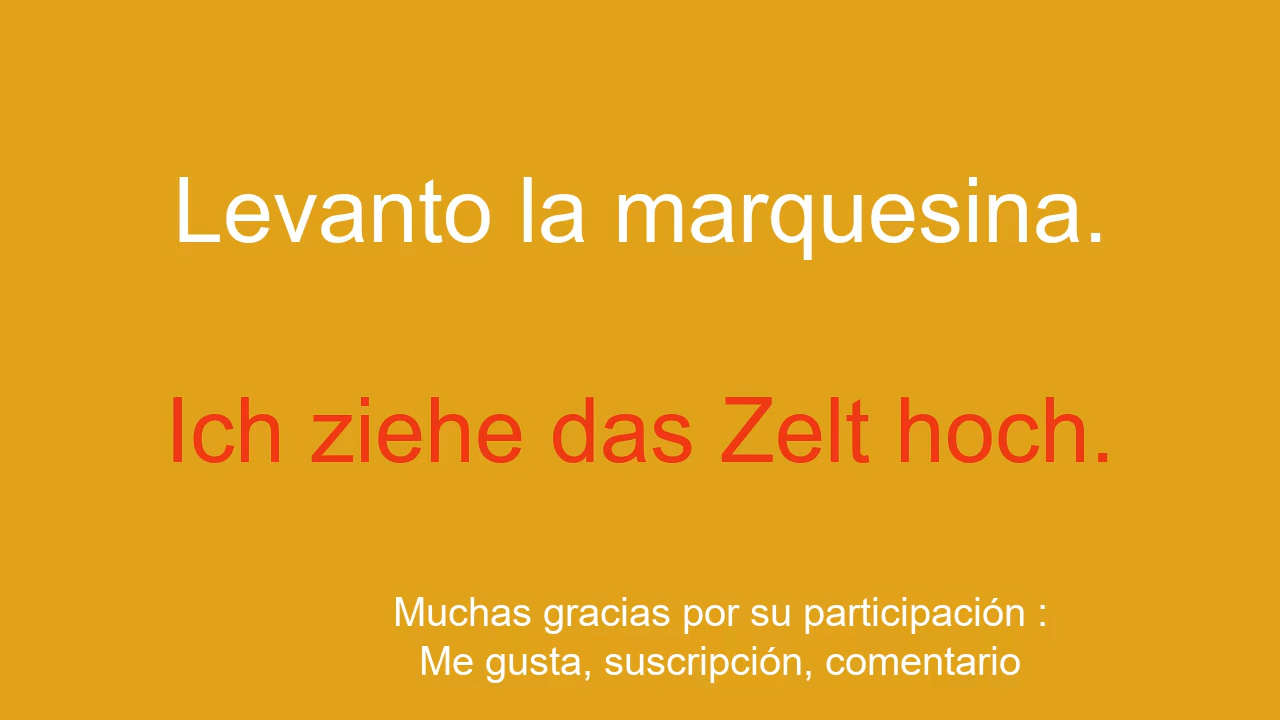 Levanto la marquesina.
Ich ziehe das Zelt hoch.
Muchas gracias por su participación :
Me gusta, suscripción, comentario